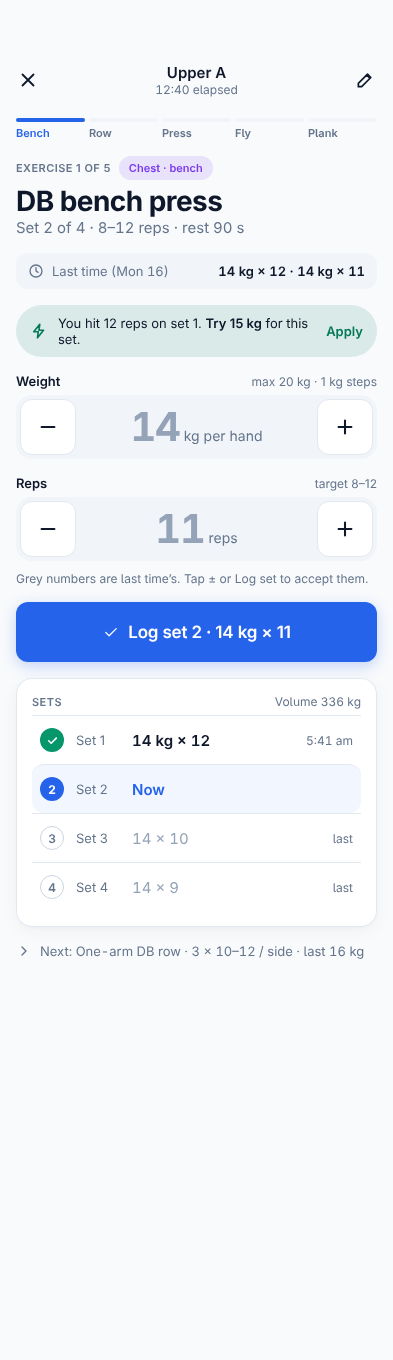 Upper A
12:40 elapsed
Bench Row Press Fly Plank
EXERCISE 1 OF 5 Chest · bench
DB bench press
Set 2 of 4 · 8–12 reps · rest 90 s
Last time (Mon 16) 14 kg × 12 · 14 kg × 11
You hit 12 reps on set 1. Try 15 kg for this
set.
Apply
Weight max 20 kg · 1 kg steps
− 14 kg per hand +
Reps target 8–12
− 11 reps +
Grey numbers are last time’s. Tap ± or Log set to accept them.
Log set 2 · 14 kg × 11
SETS Volume 336 kg
Set 1 14 kg × 12 5:41 am
2 Set 2 Now
3 Set 3 14 × 10 last
4 Set 4 14 × 9 last
Next: One-arm DB row · 3 × 10–12 / side · last 16 kg